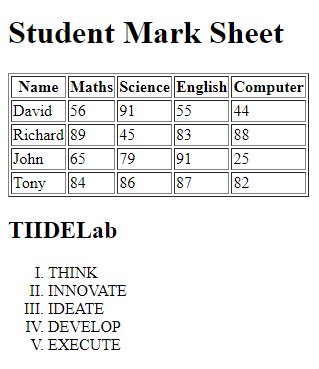 Student Mark Sheet
Name Maths Science English Computer
David 56 91 55 44
Richard 89 45 83 88
John 65 79 91 25
Tony 84 86 87 82
TIIDELab
I. THINK
II. INNOVATE
III. IDEATE
IV. DEVELOP
V. EXECUTE